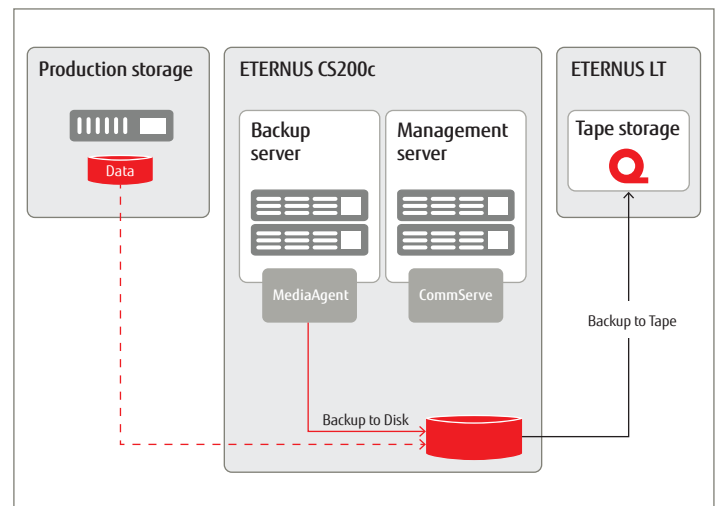 Production storage
Data
ETERNUS CS200c
Backup
server
MediaAgent
Management
server
CommServe
Backup to Disk
ETERNUS LT
Tape storage
Backup to Tape